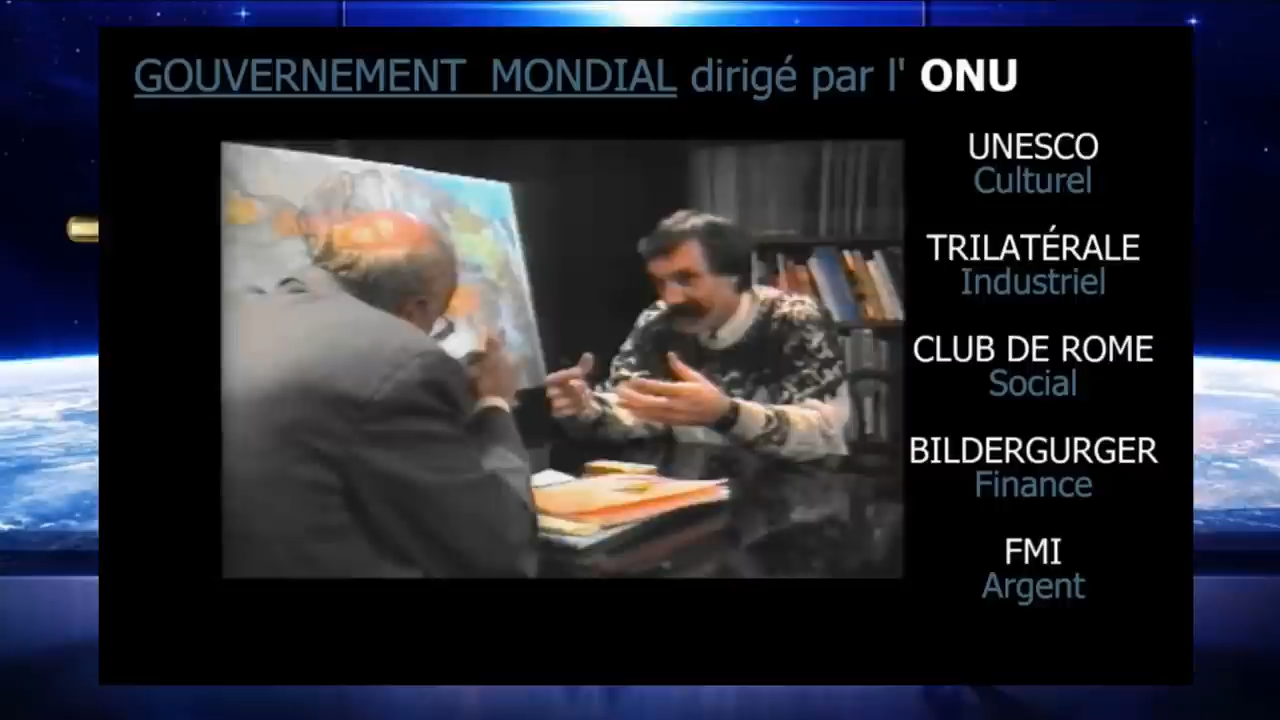 GOUVERNEMENT MONDIAL dirigé par l' ONU
UNESCO
Culturel
TRILATÉRALE
Industriel
CLUB DE ROME
Social
BILDERGURGER
Finance
FMI
Argent